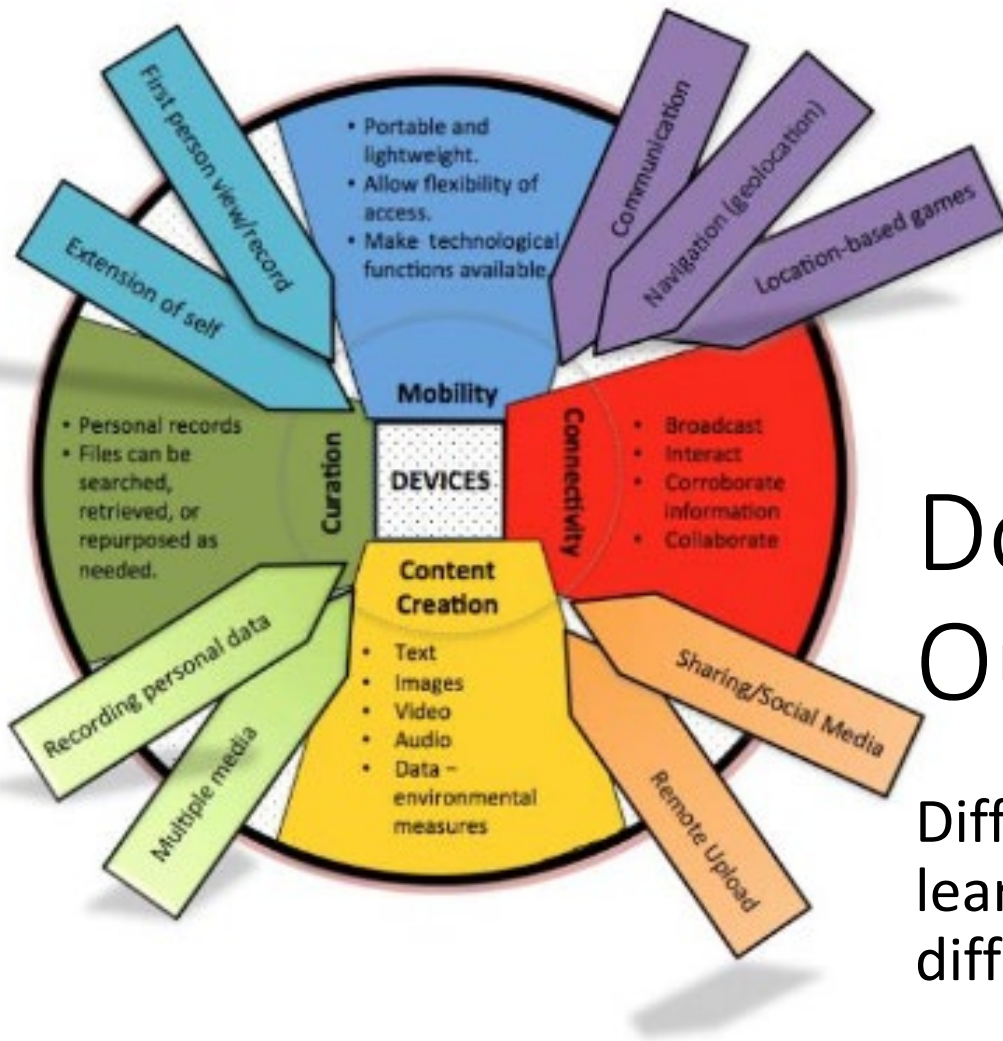 First person view/record
Extension of self
• Portable and
lightweight.
• Allow flexibility of
access.
• Make technological
functions available.
Mobility
Communication
Navigation (geolocation)
Location-based games
• Personal records
• Files can be
searched,
retrieved, or
repurposed as
needed.
Curation
DEVICES
Connectivity
• Broadcast
• Interact
• Corroborate
information
• Collaborate
Content
Creation
• Text
• Images
• Video
• Audio
• Data –
environmental
measures
Recording personal data
Multiple media
Sharing/Social Media
Remote Upload